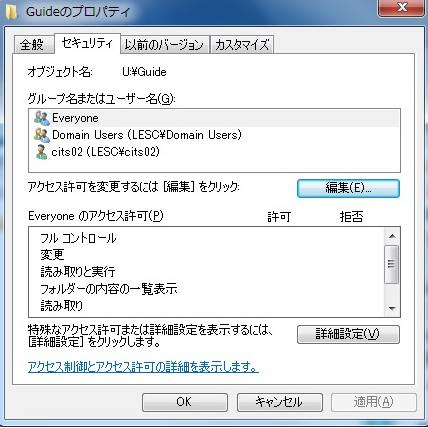 Guideのプロパティ
全般 セキュリティ 以前のバージョン カスタマイズ
オブジェクト名: U:¥Guide
グループ名またはユーザー名(G):
Everyone
Domain Users (LESC¥Domain Users)
cits02 (LESC¥cits02)
アクセス許可を変更するには [編集] をクリック: 編集(E)...
Everyone のアクセス許可(P) 許可 拒否
フル コントロール
変更
読み取りと実行
フォルダーの内容の一覧表示
読み取り
特殊なアクセス許可または詳細設定を表示するには、 詳細設定(V)
[詳細設定] をクリックします。
アクセス制御とアクセス許可の詳細を表示します。
OK キャンセル 適用(A)